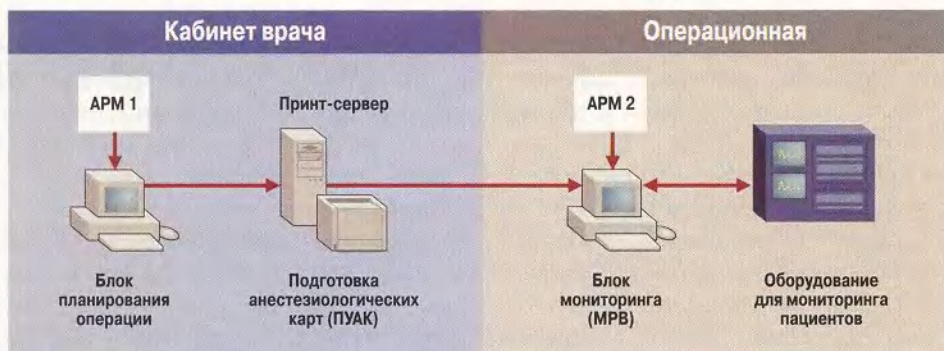 Кабинет врача
Операционная
АРМ 1
Принт-сервер
АРМ 2
Блок
планирования
операции
Подготовка
анестезиологических
карт (ПУАК)
Блок
мониторинга
(МРВ)
Оборудование
для мониторинга
пациентов